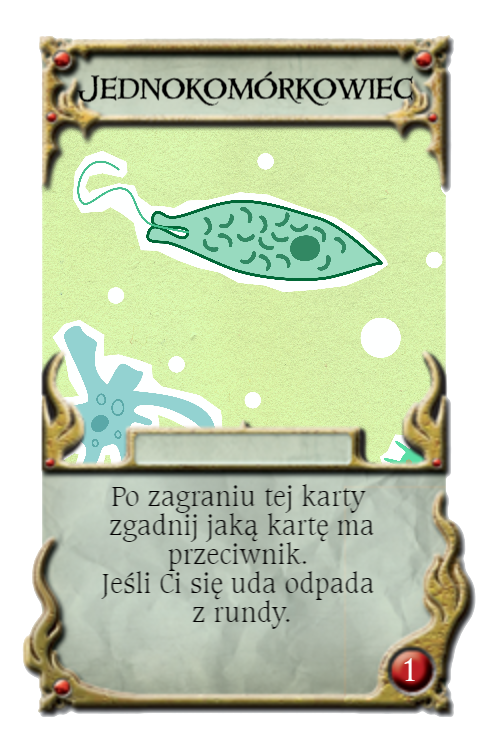 Jednokomórkowiec
Po zagraniu tej karty
zgadnij jaką kartę ma
przeciwnik.
Jeśli Ci się uda odpada
z rundy.
1